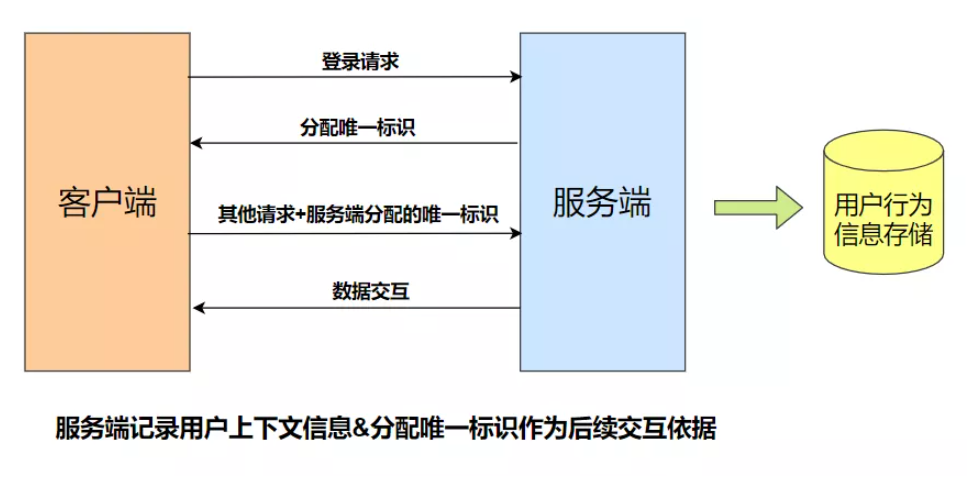 登录请求
分配唯一标识
客户端
服务端
其他请求+服务端分配的唯一标识
用户行为
信息存储
数据交互
服务端记录用户上下文信息&分配唯一标识作为后续交互依据